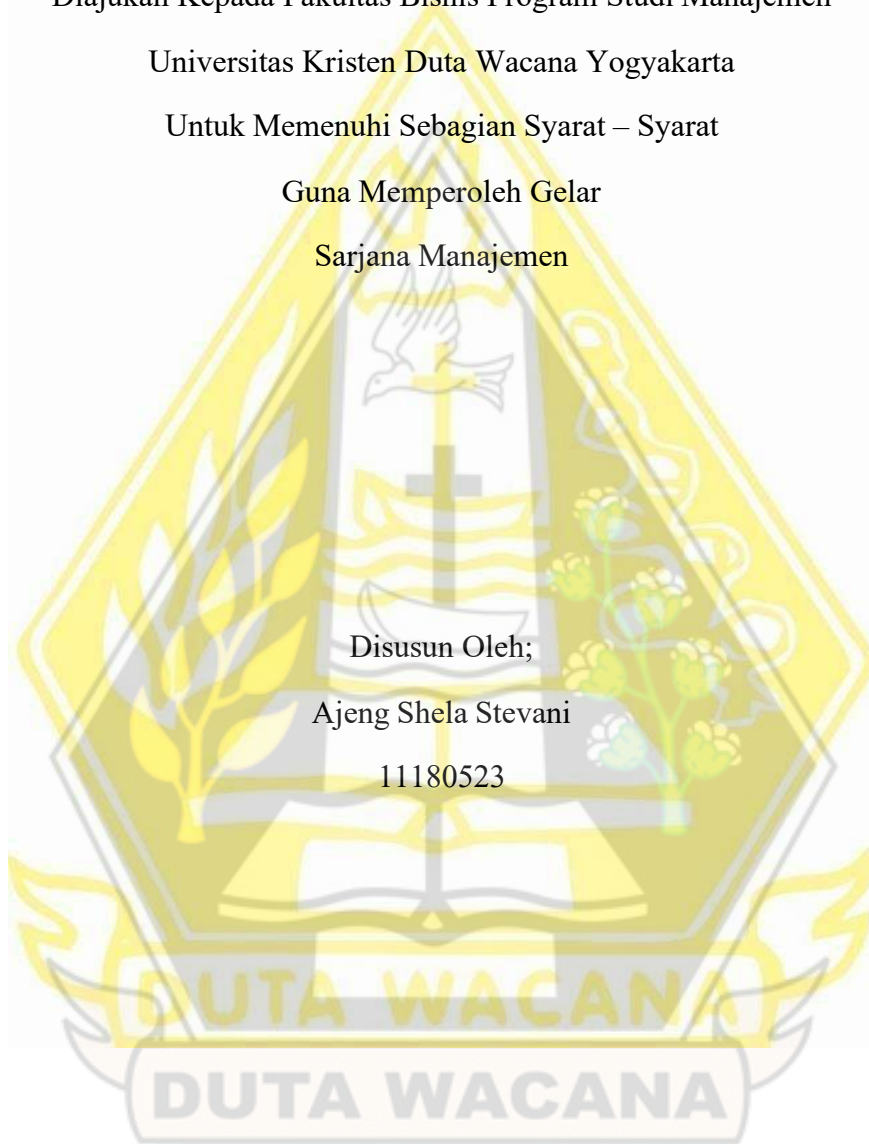 Diajukan Kepada Fakultas Bisnis Program Studi Manajemen
Universitas Kristen Duta Wacana Yogyakarta
Untuk Memenuhi Sebagian Syarat – Syarat
Guna Memperoleh Gelar
Sarjana Manajemen
Disusun Oleh;
Ajeng Shela Stevani
11180523
DUTA WACANA
DUTA WACANA